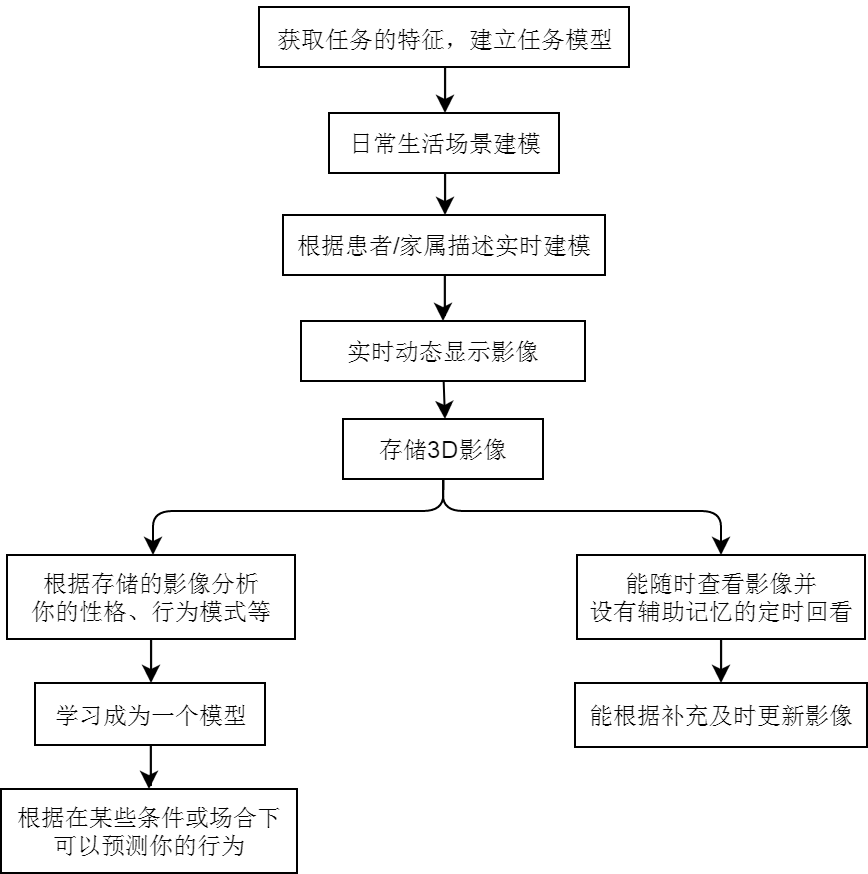 获取任务的特征，建立任务模型
日常生活场景建模
根据患者/家属描述实时建模
实时动态显示影像
存储3D影像
根据存储的影像分析
你的性格、行为模式等
能随时查看影像并
设有辅助记忆的定时回看
学习成为一个模型
能根据补充及时更新影像
根据在某些条件或场合下
可以预测你的行为